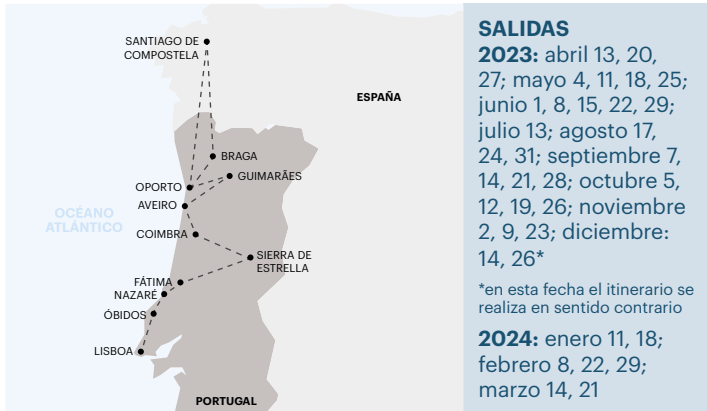 SANTIAGO DE
COMPOSTELA
ESPAÑA
BRAGA
GUIMARÃES
OPORTO
AVEIRO
OCÉANO
ATLÁNTICO
COIMBRA
SIERRA DE
ESTRELLA
FÁTIMA
NAZARÉ
ÓBIDOS
LISBOA
PORTUGAL
SALIDAS
2023: abril 13, 20,
27; mayo 4, 11, 18, 25;
junio 1, 8, 15, 22, 29;
julio 13; agosto 17,
24, 31; septiembre 7,
14, 21, 28; octubre 5,
12, 19, 26; noviembre
2, 9, 23; diciembre:
14, 26*
*en esta fecha el itinerario se
realiza en sentido contrario
2024: enero 11, 18;
febrero 8, 22, 29;
marzo 14, 21